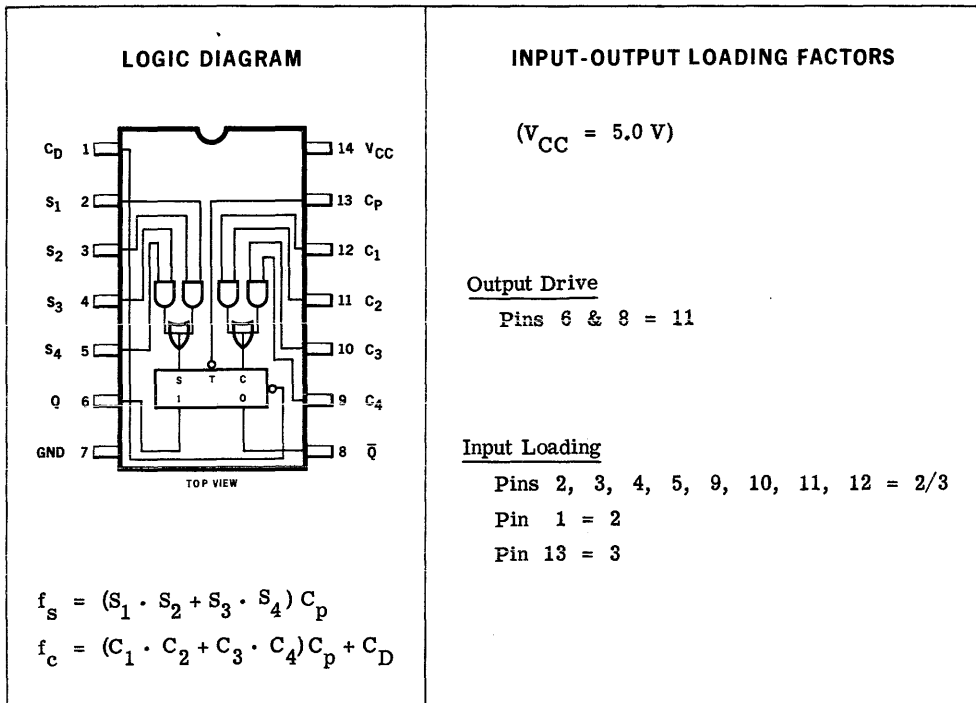 LOGIC DIAGRAM
C_D 1
S_1 2
S_2 3
S_3 4
S_4 5
Q 6
GND 7
14 V_CC
13 C_P
12 C_1
11 C_2
10 C_3
9 C_4
8 Q̅
S T C
1 0
TOP VIEW
f_s = (S_1 · S_2 + S_3 · S_4) C_p
f_c = (C_1 · C_2 + C_3 · C_4)C_p + C_D
INPUT-OUTPUT LOADING FACTORS
(V_CC = 5.0 V)
Output Drive
Pins 6 & 8 = 11
Input Loading
Pins 2, 3, 4, 5, 9, 10, 11, 12 = 2/3
Pin 1 = 2
Pin 13 = 3